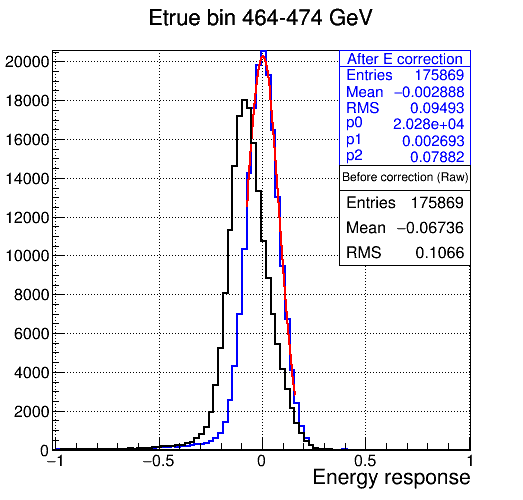 Etrue bin 464-474 GeV
After E correction
Entries 175869
Mean −0.002888
RMS 0.09493
p0 2.028e+04
p1 0.002693
p2 0.07882
Before correction (Raw)
Entries 175869
Mean −0.06736
RMS 0.1066
20000
18000
16000
14000
12000
10000
8000
6000
4000
2000
0
−1 −0.5 0 0.5 1
Energy response